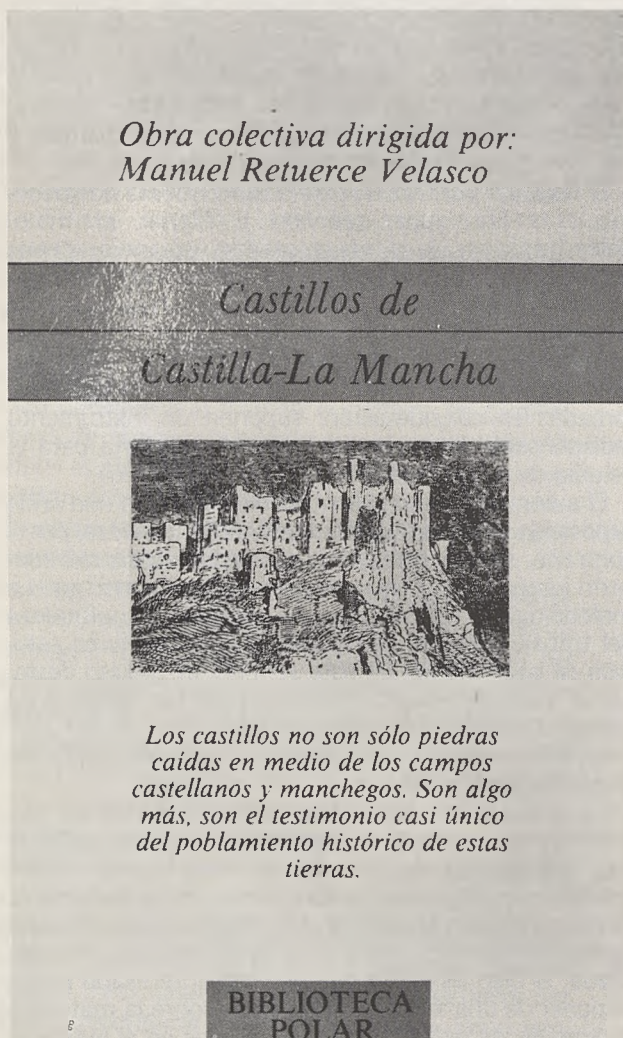 Obra colectiva dirigida por:
Manuel Retuerce Velasco
Castillos de
Castilla-La Mancha
Los castillos no son sólo piedras
caídas en medio de los campos
castellanos y manchegos. Son algo
más, son el testimonio casi único
del poblamiento histórico de estas
tierras.
BIBLIOTECA
POLAR